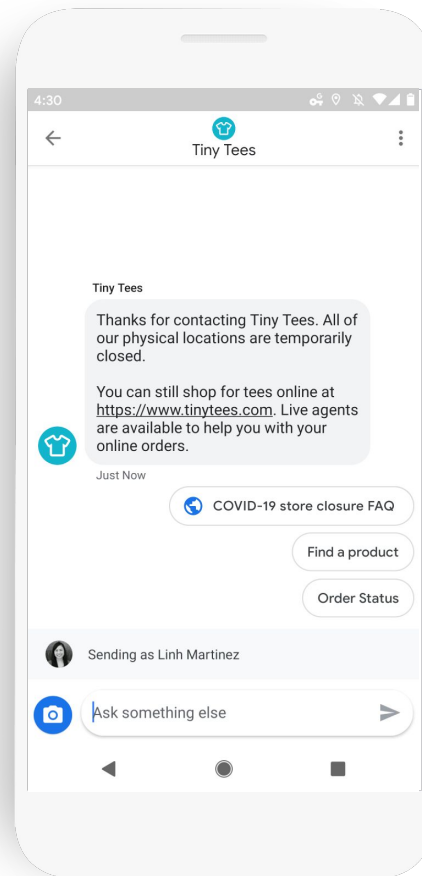 4:30
Tiny Tees
Tiny Tees
Thanks for contacting Tiny Tees. All of
our physical locations are temporarily
closed.
You can still shop for tees online at
https://www.tinytees.com. Live agents
are available to help you with your
online orders.
Just Now
COVID-19 store closure FAQ
Find a product
Order Status
Sending as Linh Martinez
Ask something else